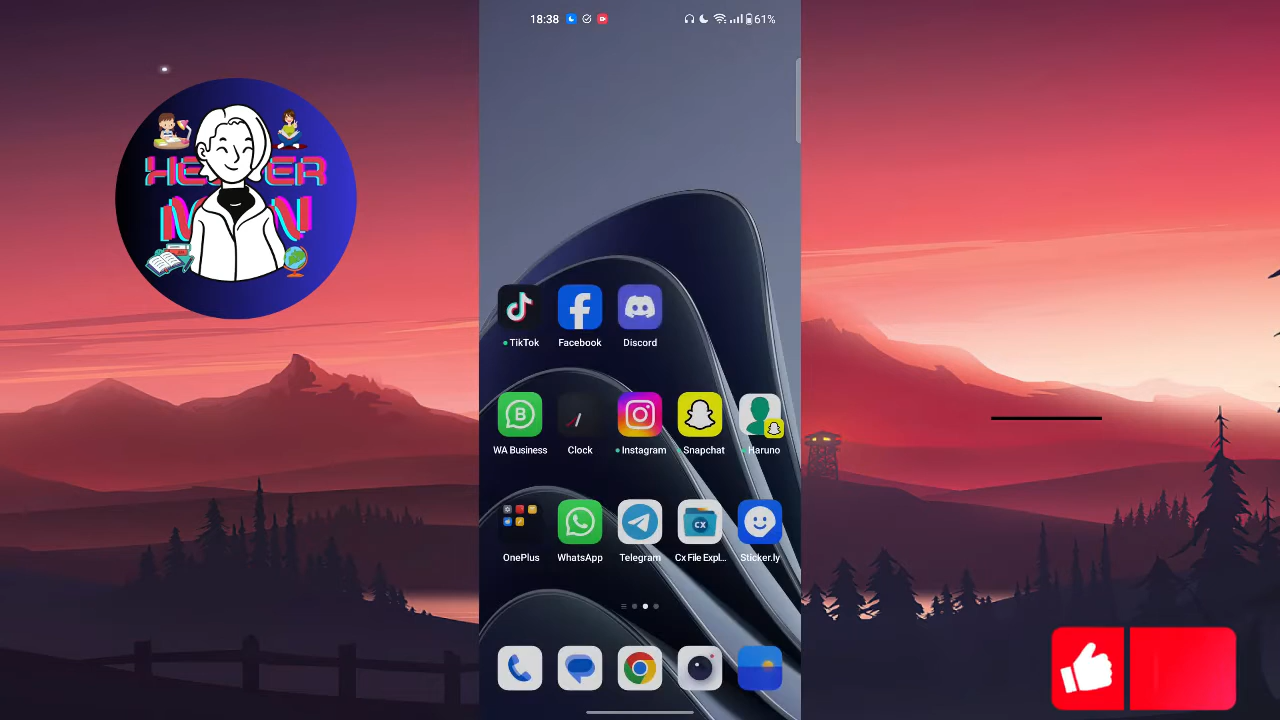 18:38
61%
TikTok
Facebook
Discord
WA Business
Clock
Instagram
Snapchat
Haruno
OnePlus
WhatsApp
Telegram
Cx File Expl...
Sticker.ly